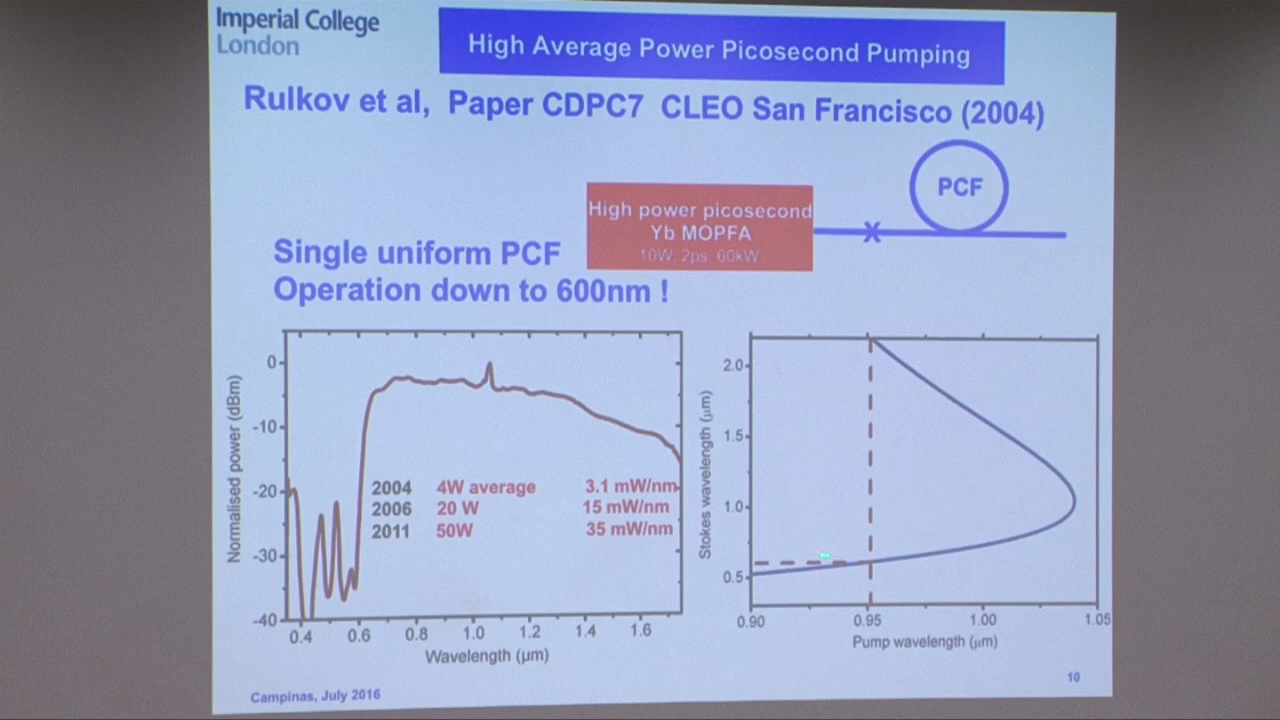 Imperial College
London
High Average Power Picosecond Pumping
Rulkov et al, Paper CDPC7 CLEO San Francisco (2004)
PCF
High power picosecond
Yb MOPFA
10W, 2ps, 60kW
Single uniform PCF
Operation down to 600nm !
Normalised power (dBm)
0
-10
-20
-30
-40
2004 4W average 3.1 mW/nm
2006 20 W 15 mW/nm
2011 50W 35 mW/nm
0.4 0.6 0.8 1.0 1.2 1.4 1.6
Wavelength (μm)
Stokes wavelength (μm)
2.0
1.5
1.0
0.5
0.90 0.95 1.00 1.05
Pump wavelength (μm)
Campinas, July 2016
10